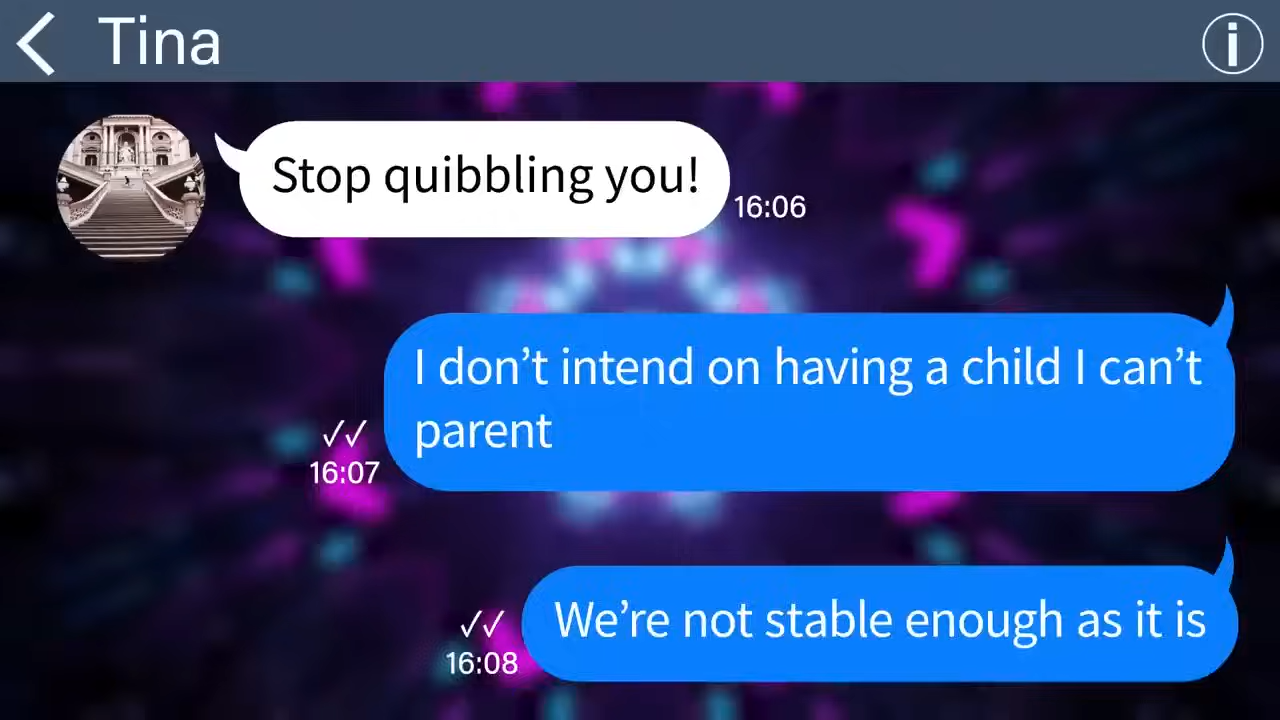 Tina
Stop quibbling you!
16:06
I don’t intend on having a child I can’t
parent
16:07
We’re not stable enough as it is
16:08